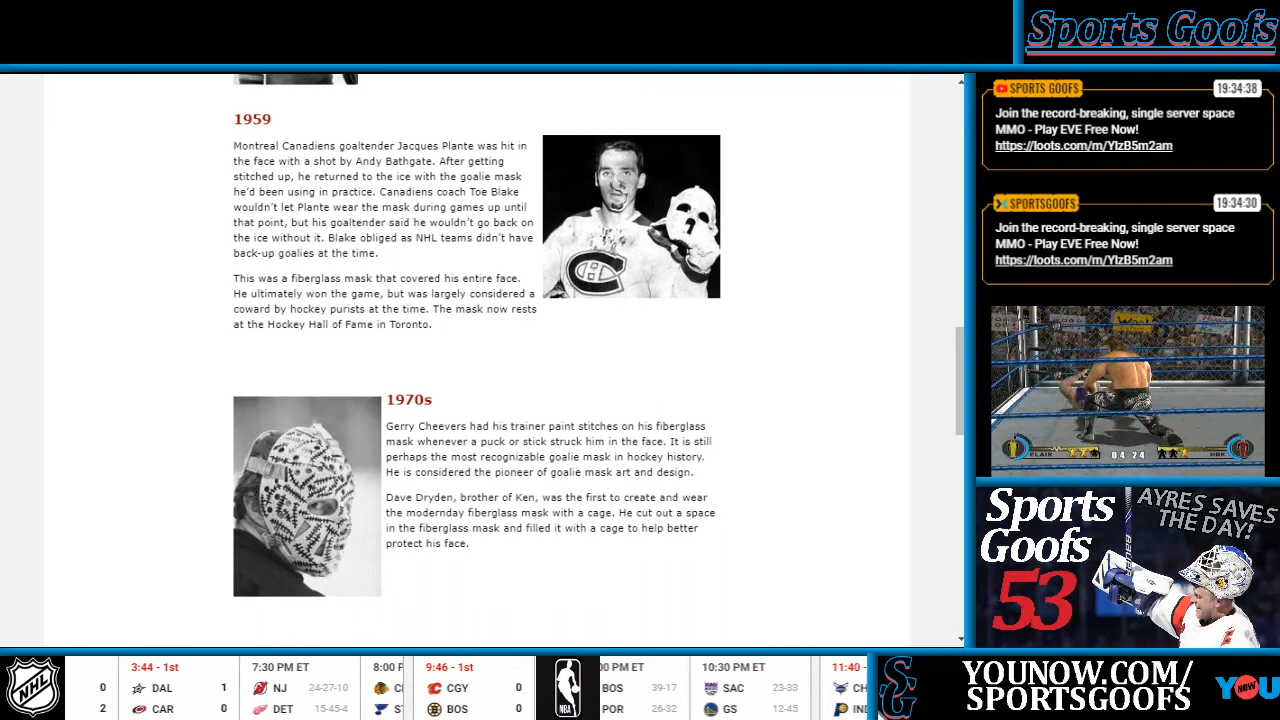 Sports Goofs
1959
Montreal Canadiens goaltender Jacques Plante was hit in
the face with a shot by Andy Bathgate. After getting
stitched up, he returned to the ice with the goalie mask
he'd been using in practice. Canadiens coach Toe Blake
wouldn't let Plante wear the mask during games up until
that point, but his goaltender said he wouldn't go back on
the ice without it. Blake obliged as NHL teams didn't have
back-up goalies at the time.
This was a fiberglass mask that covered his entire face.
He ultimately won the game, but was largely considered a
coward by hockey purists at the time. The mask now rests
at the Hockey Hall of Fame in Toronto.
1970s
Gerry Cheevers had his trainer paint stitches on his fiberglass
mask whenever a puck or stick struck him in the face. It is still
perhaps the most recognizable goalie mask in hockey history.
He is considered the pioneer of goalie mask art and design.
Dave Dryden, brother of Ken, was the first to create and wear
the modernday fiberglass mask with a cage. He cut out a space
in the fiberglass mask and filled it with a cage to help better
protect his face.
SPORTS GOOFS 19:34:38
Join the record-breaking, single server space
MMO - Play EVE Free Now!
https://loots.com/m/YIzB5m2am
SPORTSGOOFS 19:34:30
Join the record-breaking, single server space
MMO - Play EVE Free Now!
https://loots.com/m/YIzB5m2am
FLAIR 04 24 HBK
Sports
Goofs
53
AYRES SAVES
THE DAY!
NHL
0
2
3:44 - 1st
DAL 1
CAR 0
7:30 PM ET
NJ 24-27-10
DET 15-45-4
8:00 P
9:46 - 1st
CGY 0
BOS 0
NBA
00 PM ET
BOS 39-17
POR 26-32
10:30 PM ET
SAC 23-33
GS 12-45
11:40 -
CH
IND
SG
YOUNOW.COM/
SPORTSGOOFS
YOU NOW